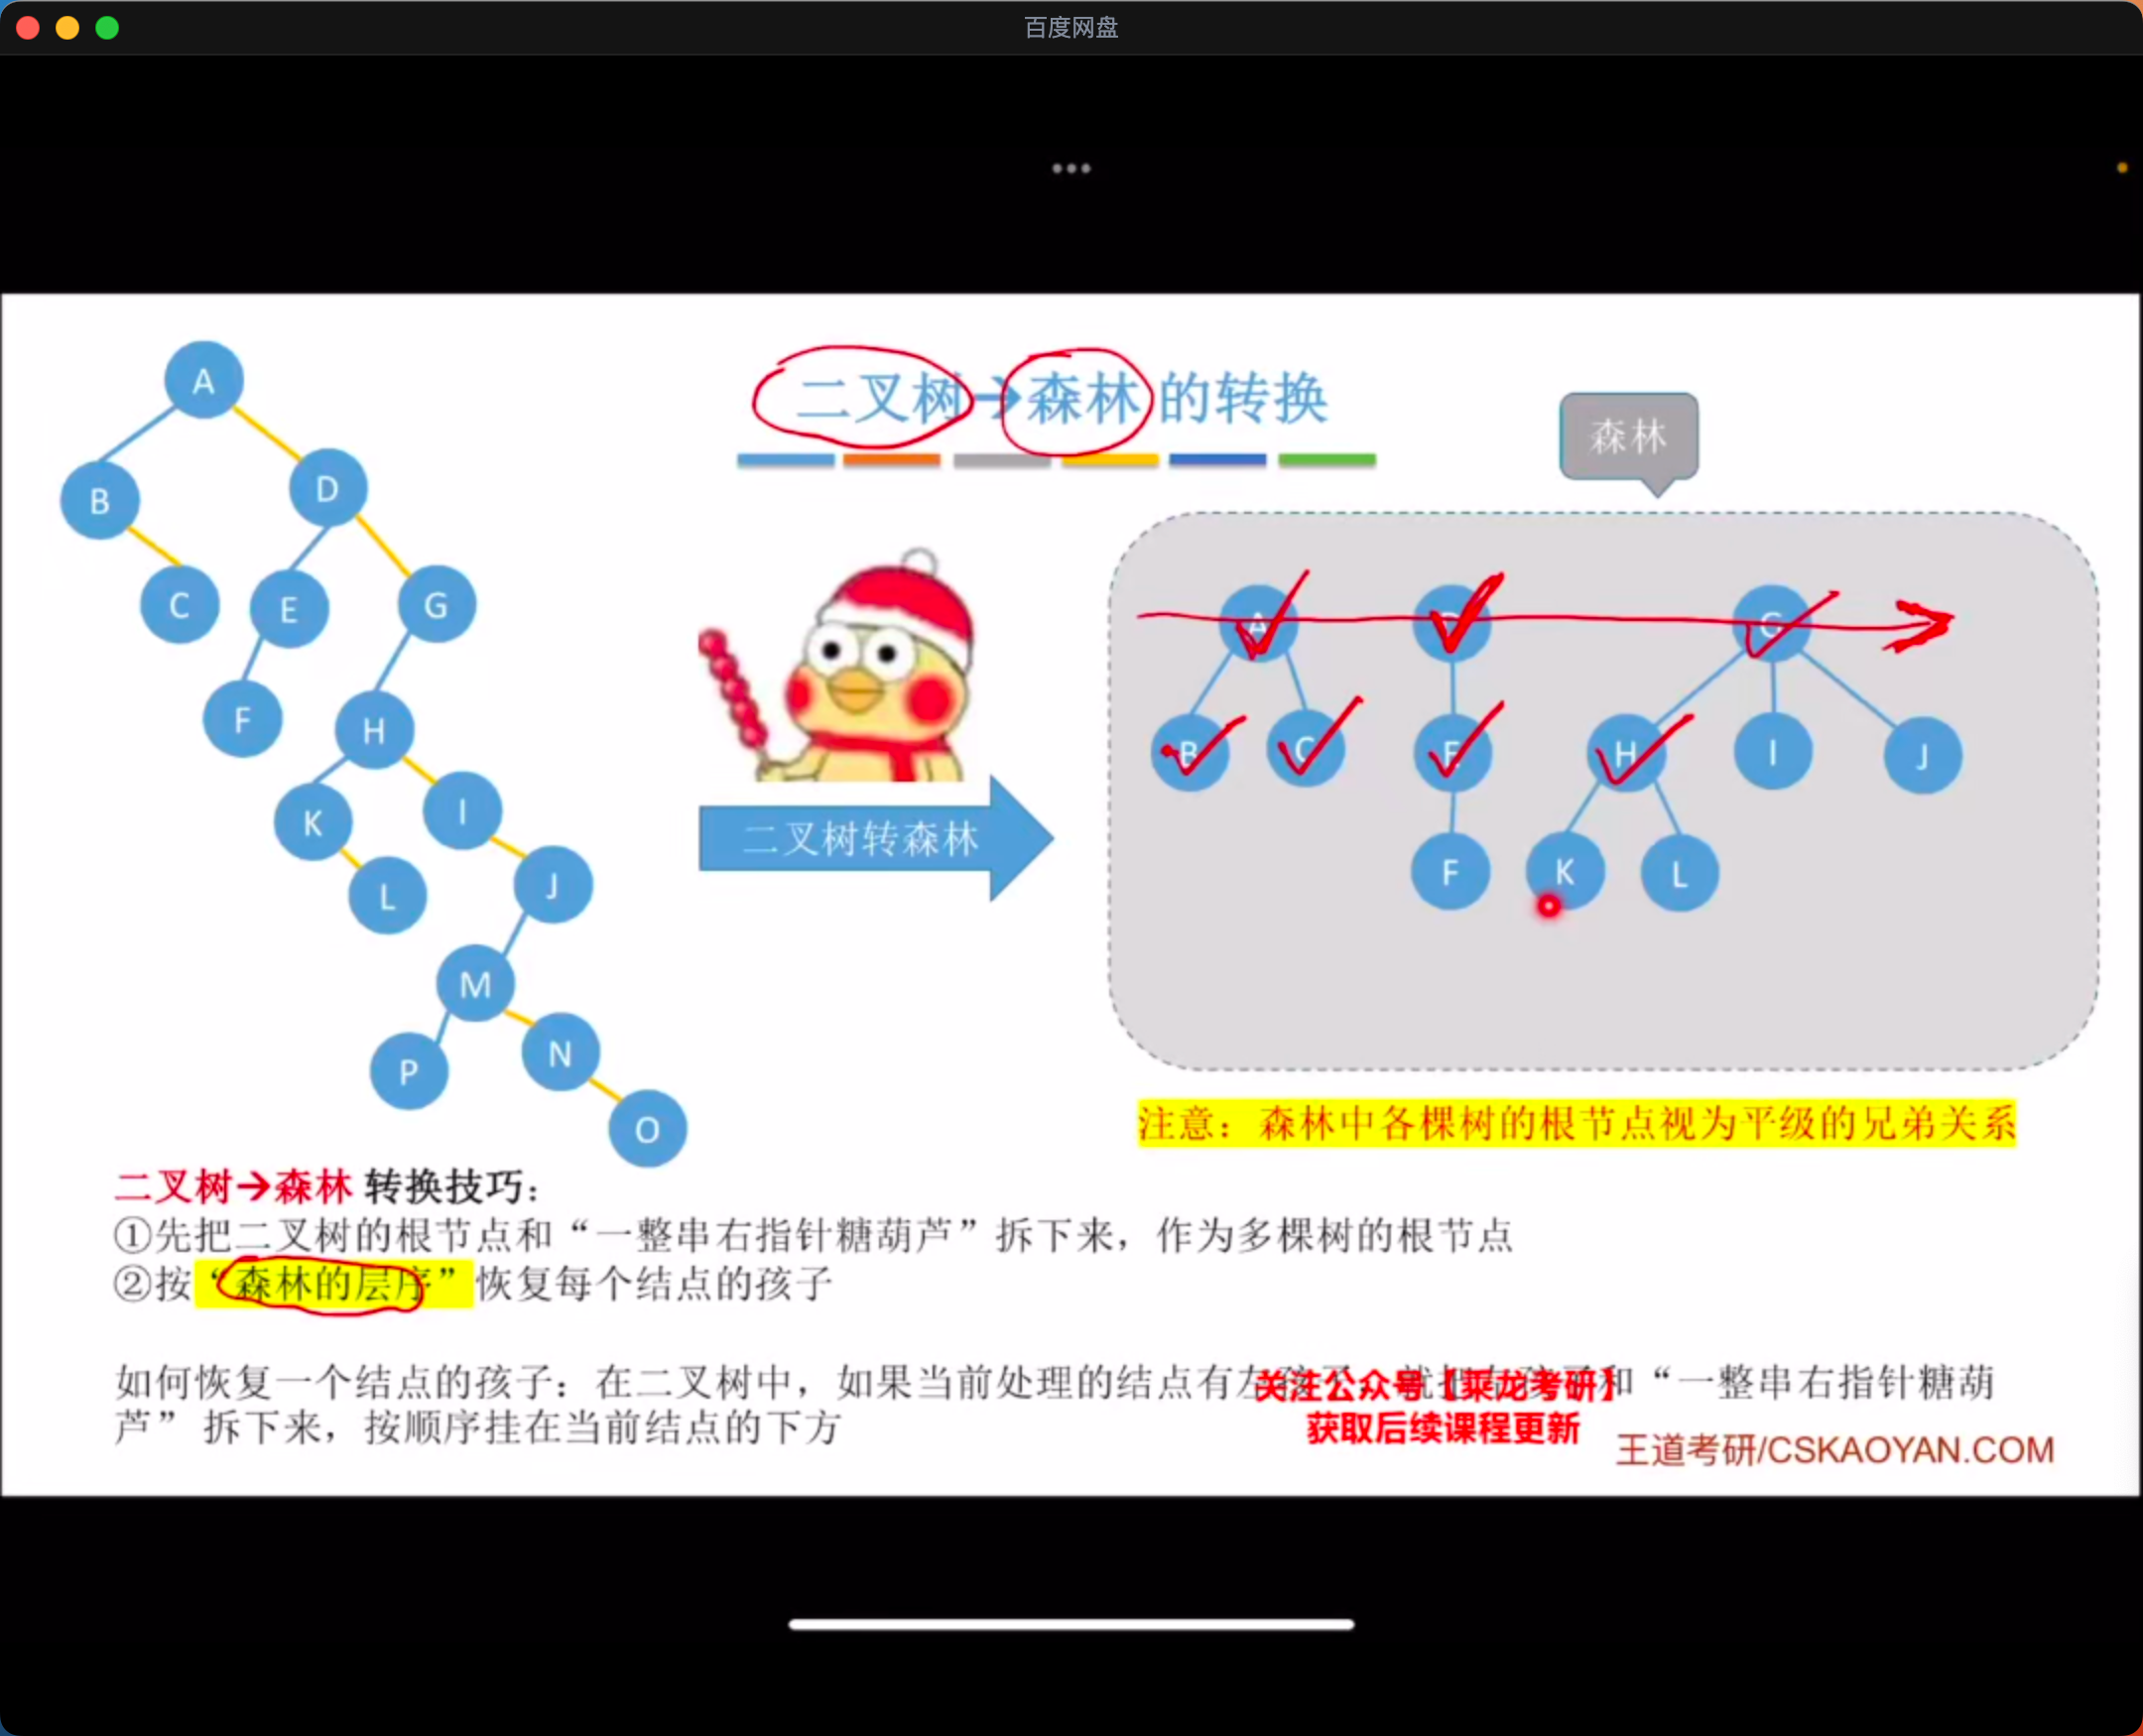 百度网盘
二叉树→森林的转换
森林
A
B
D
C
E
G
F
H
K
I
L
J
M
P
N
O
二叉树转森林
A
D
G
B
C
E
H
I
J
F
K
L
注意：森林中各棵树的根节点视为平级的兄弟关系
二叉树→森林 转换技巧：
①先把二叉树的根节点和“一整串右指针糖葫芦”拆下来，作为多棵树的根节点
②按“森林的层序”恢复每个结点的孩子
如何恢复一个结点的孩子：在二叉树中，如果当前处理的结点有左孩子，就把左孩子和“一整串右指针糖葫
芦” 拆下来，按顺序挂在当前结点的下方
关注公众号【乘龙考研】
获取后续课程更新
王道考研/CSKAOYAN.COM